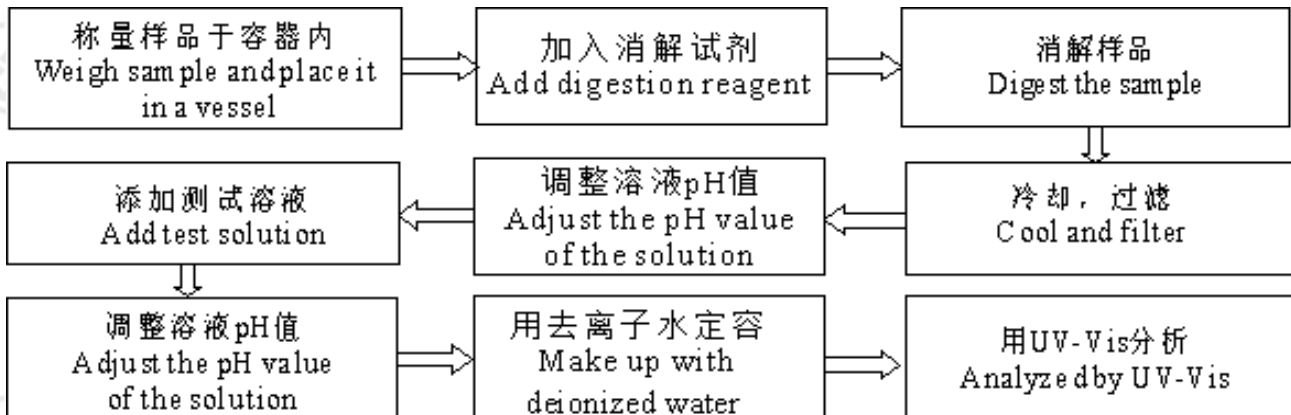 称量样品于容器内
Weigh sample and place it
in a vessel
加入消解试剂
Add digestion reagent
消解样品
Digest the sample
冷却，过滤
Cool and filter
调整溶液pH值
Adjust the pH value
of the solution
添加测试溶液
Add test solution
调整溶液pH值
Adjust the pH value
of the solution
用去离子水定容
Make up with
deionized water
用UV-Vis分析
Analyzed by UV-Vis